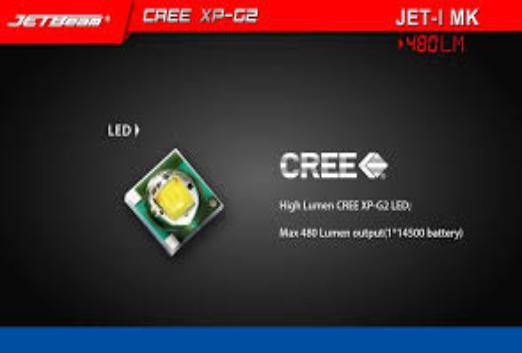 JETBeam
CREE XP-G2
JET-I MK
480LM
LED
CREE
High Lumen CREE XP-G2 LED;
Max 480 Lumen output(1*14500 battery)